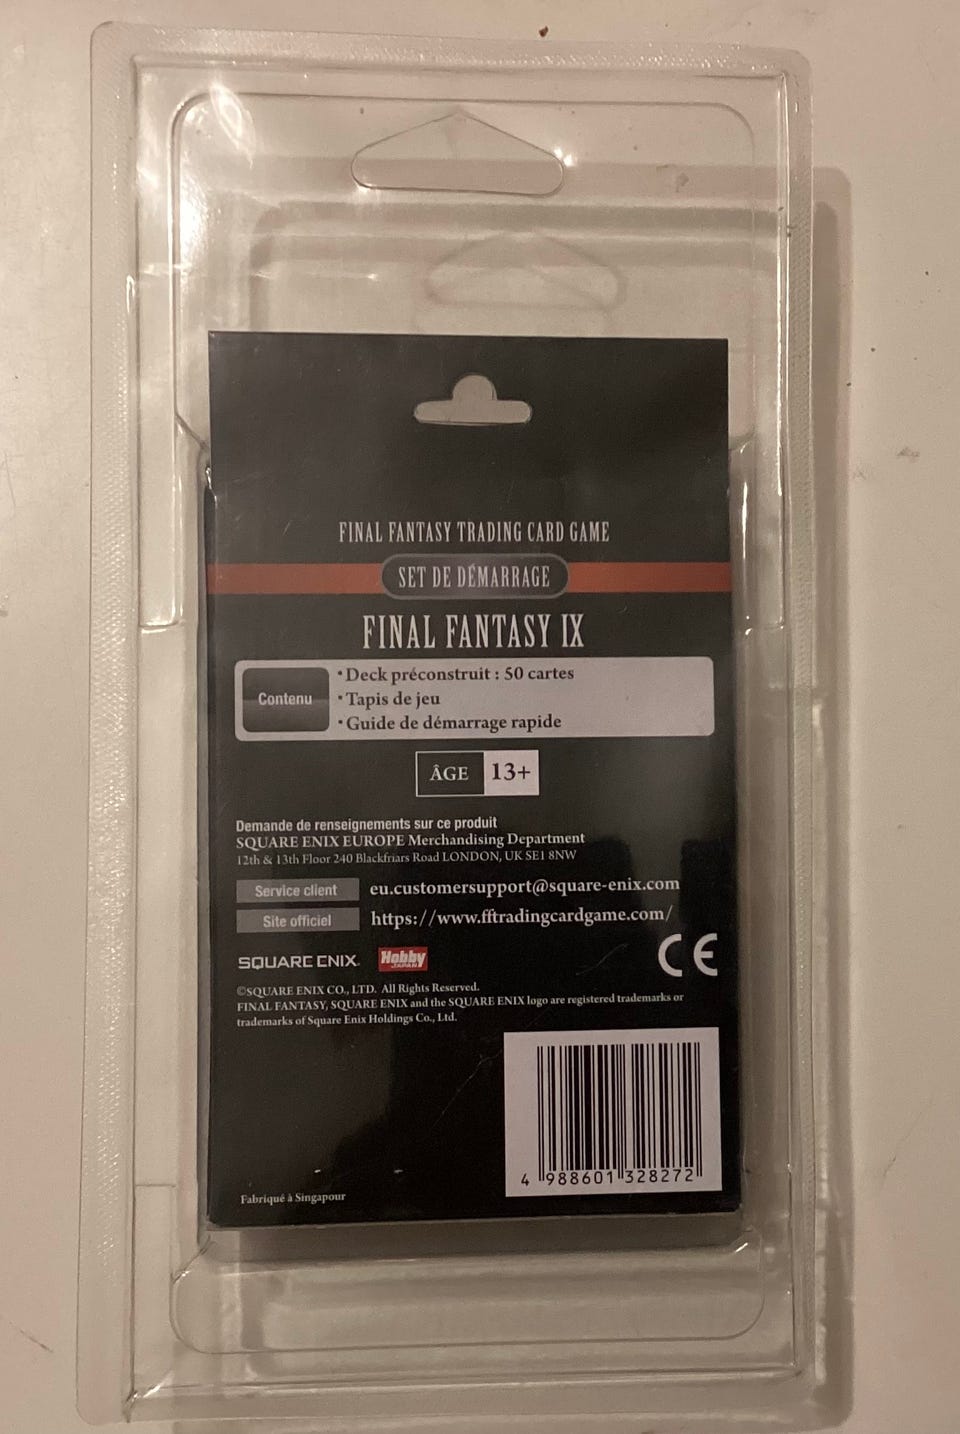 FINAL FANTASY TRADING CARD GAME
SET DE DÉMARRAGE
FINAL FANTASY IX
Contenu
・Deck préconstruit : 50 cartes
・Tapis de jeu
・Guide de démarrage rapide
ÂGE 13+
Demande de renseignements sur ce produit
SQUARE ENIX EUROPE Merchandising Department
12th & 13th Floor 240 Blackfriars Road LONDON, UK SE1 8NW
Service client eu.customersupport@square-enix.com
Site officiel https://www.fftradingcardgame.com/
SQUARE ENIX. Hobby JAPAN CE
©SQUARE ENIX CO., LTD. All Rights Reserved.
FINAL FANTASY, SQUARE ENIX and the SQUARE ENIX logo are registered trademarks or
trademarks of Square Enix Holdings Co., Ltd.
4 988601 328272
Fabriqué à Singapour